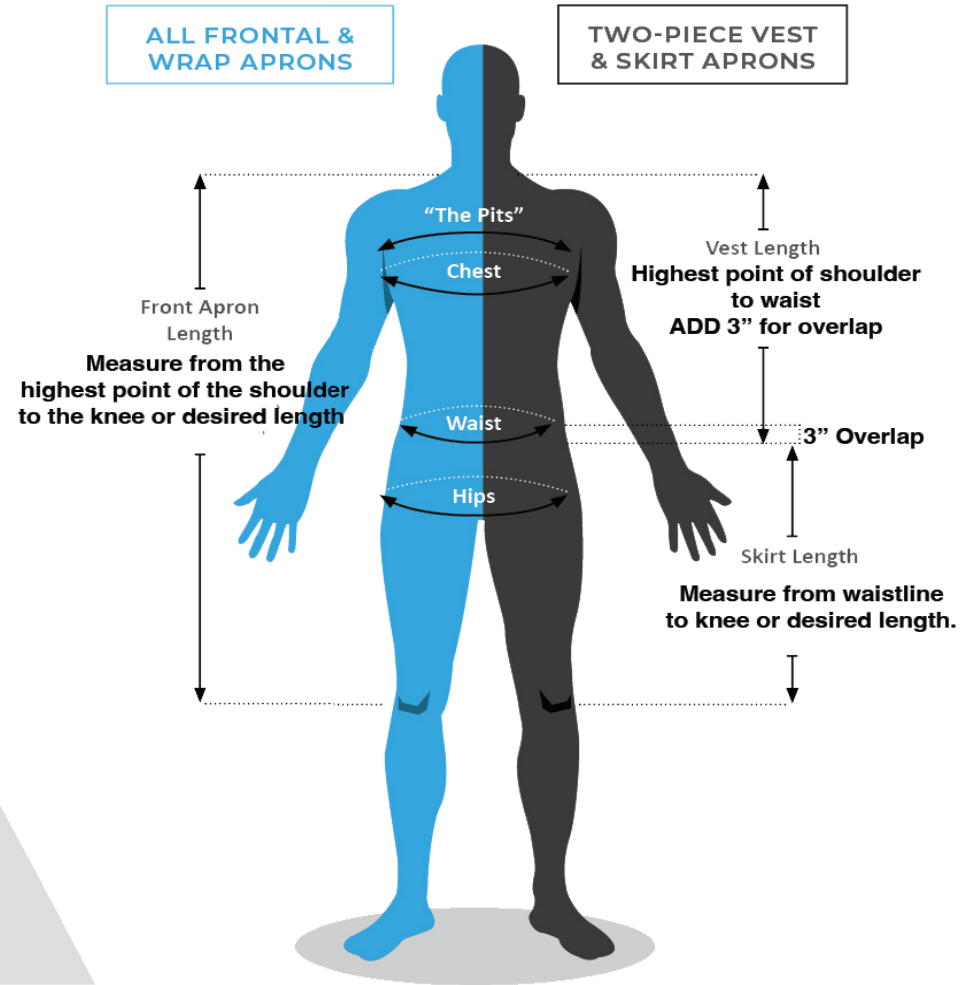 ALL FRONTAL &
WRAP APRONS
TWO-PIECE VEST
& SKIRT APRONS
“The Pits”
Chest
Waist
Hips
Front Apron
Length
Measure from the
highest point of the shoulder
to the knee or desired length
Vest Length
Highest point of shoulder
to waist
ADD 3” for overlap
3” Overlap
Skirt Length
Measure from waistline
to knee or desired length.